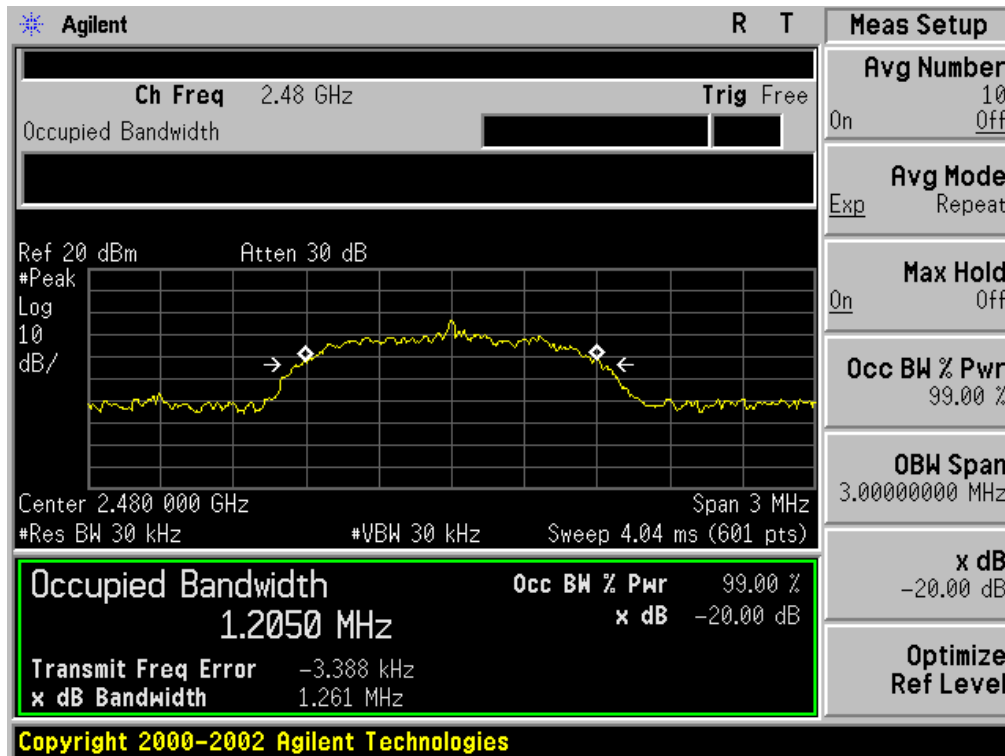 Agilent R T
Meas Setup
Ch Freq 2.48 GHz Trig Free
Occupied Bandwidth
Ref 20 dBm Atten 30 dB
#Peak
Log
10
dB/
Center 2.480 000 GHz Span 3 MHz
#Res BW 30 kHz #VBW 30 kHz Sweep 4.04 ms (601 pts)
Occupied Bandwidth
1.2050 MHz
Occ BW % Pwr 99.00 %
x dB -20.00 dB
Transmit Freq Error -3.388 kHz
x dB Bandwidth 1.261 MHz
Avg Number
10
On Off
Avg Mode
Exp Repeat
Max Hold
On Off
Occ BW % Pwr
99.00 %
OBW Span
3.00000000 MHz
x dB
-20.00 dB
Optimize
Ref Level
Copyright 2000-2002 Agilent Technologies